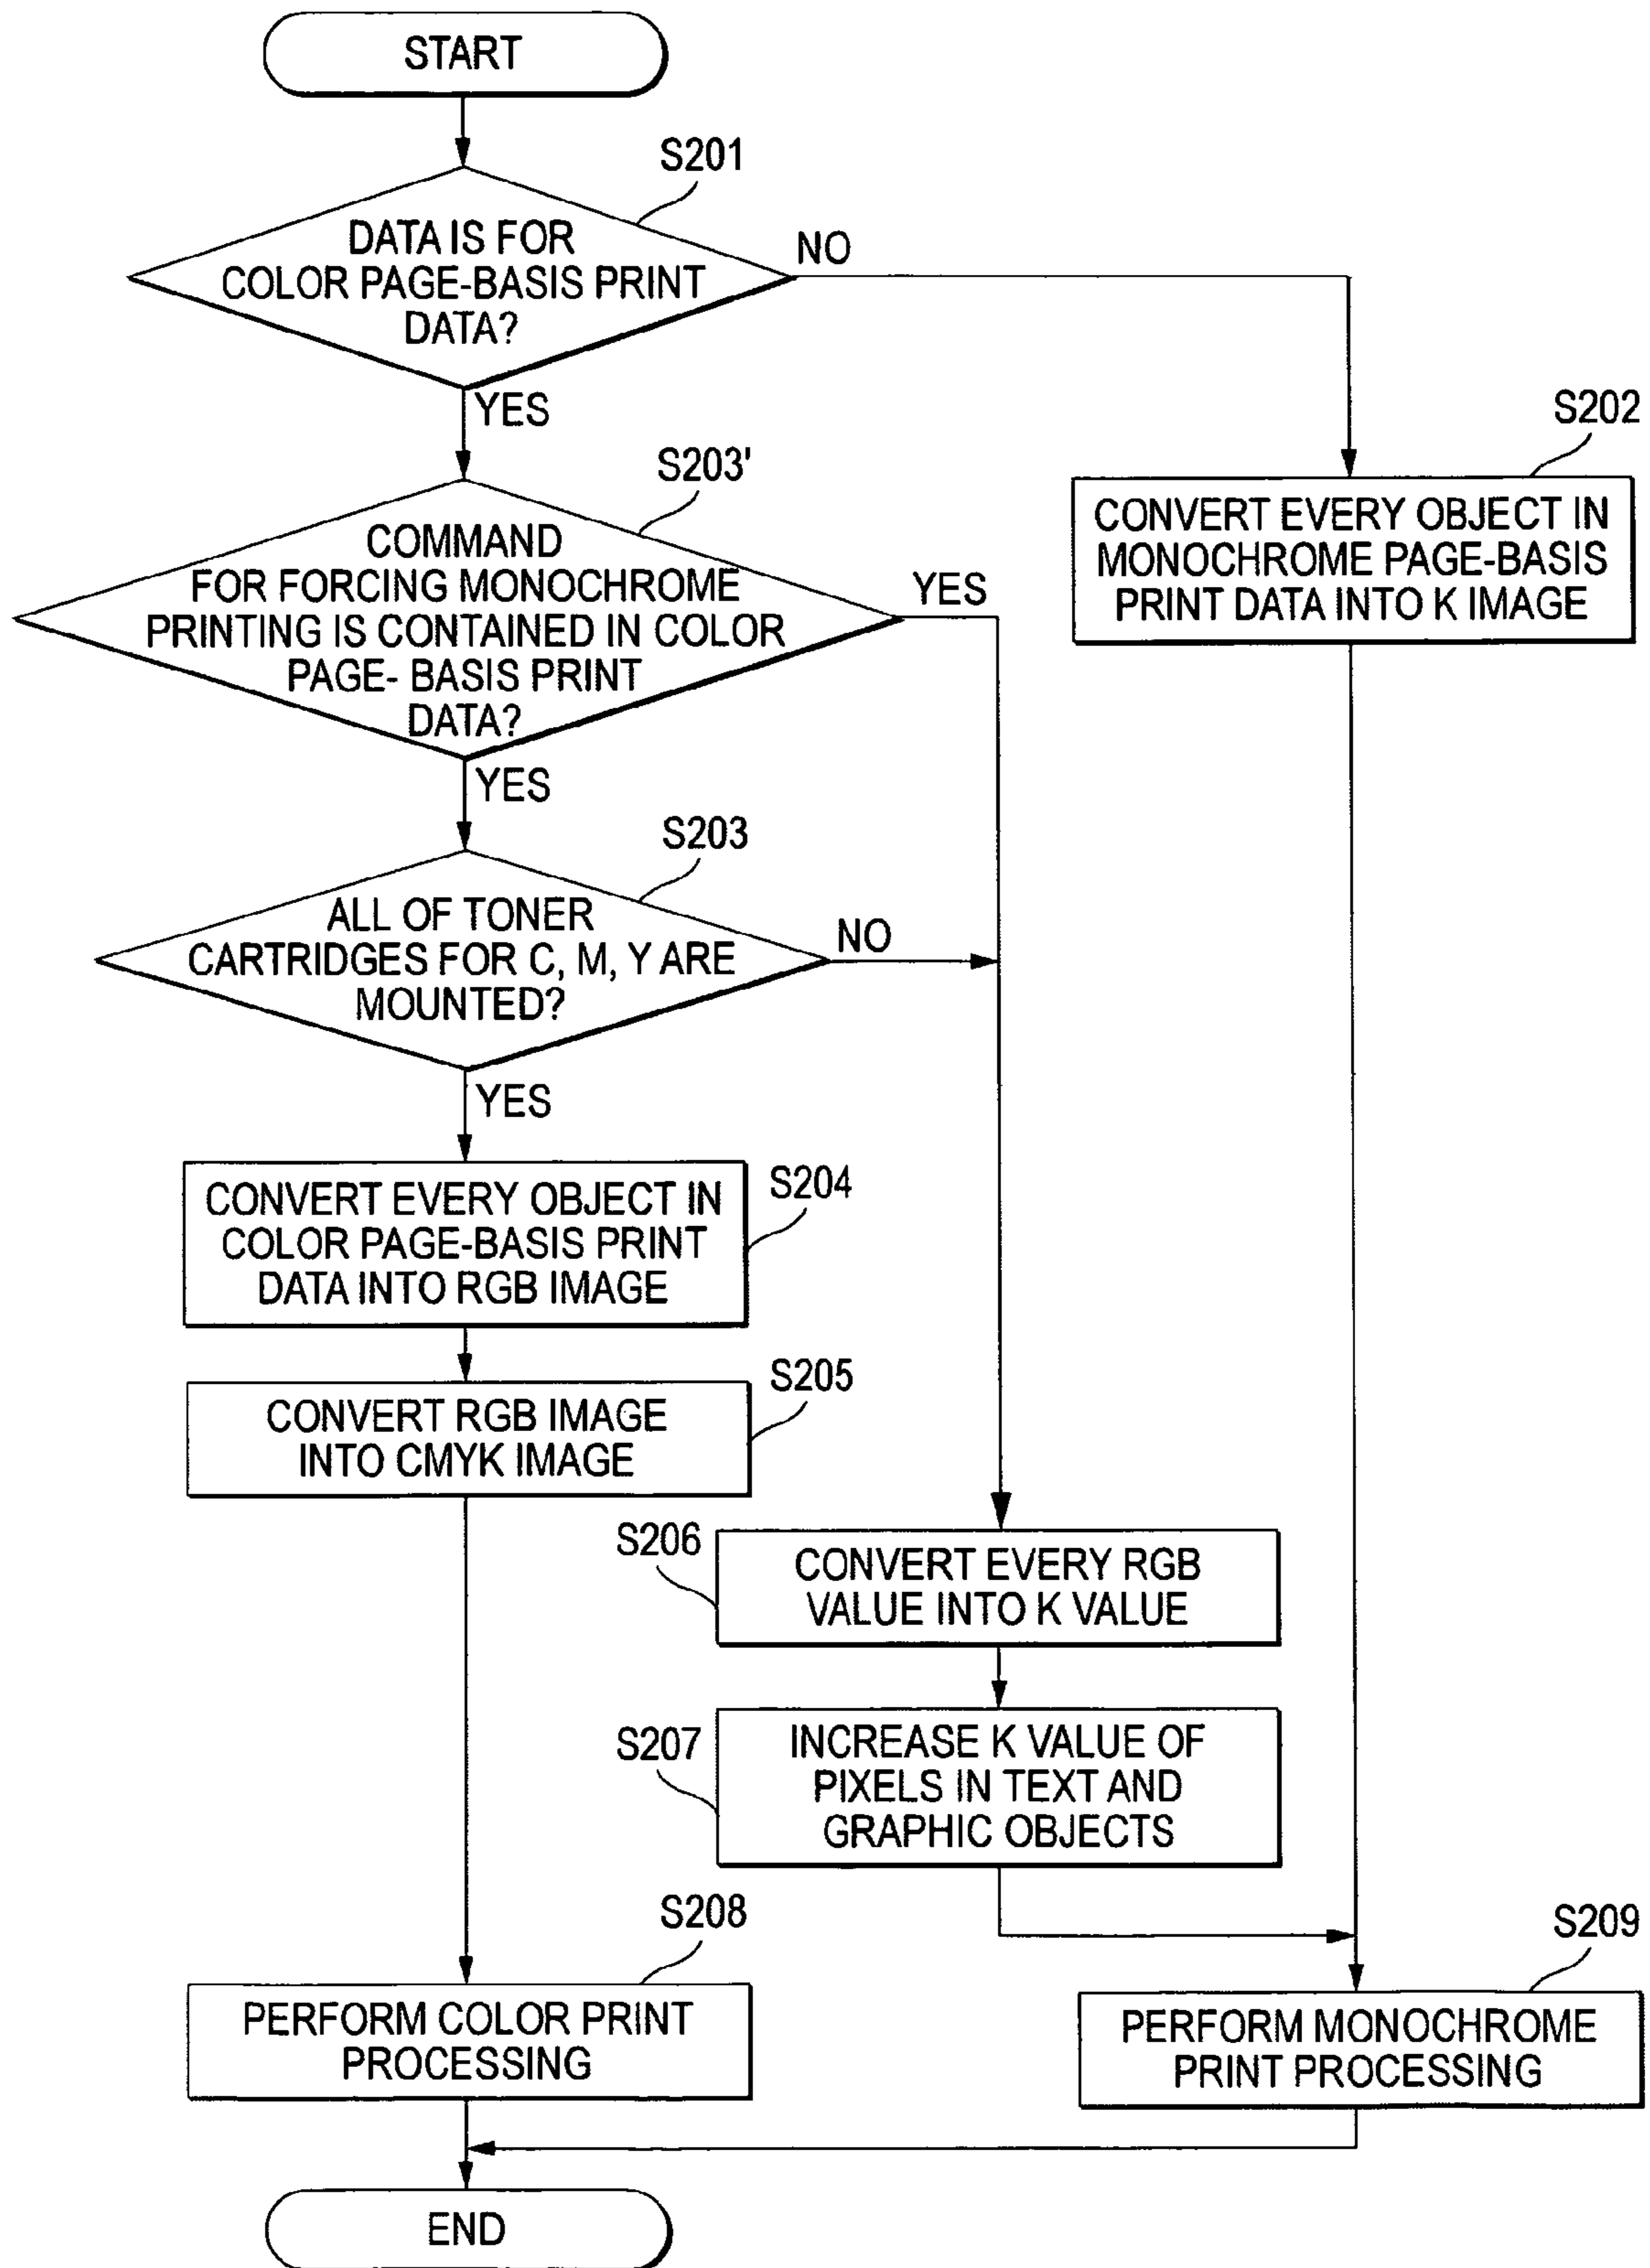 START
S201
DATA IS FOR
COLOR PAGE-BASIS PRINT
DATA?
NO
YES
S202
CONVERT EVERY OBJECT IN
MONOCHROME PAGE-BASIS
PRINT DATA INTO K IMAGE
S203'
COMMAND
FOR FORCING MONOCHROME
PRINTING IS CONTAINED IN COLOR
PAGE- BASIS PRINT
DATA?
YES
YES
S203
ALL OF TONER
CARTRIDGES FOR C, M, Y ARE
MOUNTED?
NO
YES
S204
CONVERT EVERY OBJECT IN
COLOR PAGE-BASIS PRINT
DATA INTO RGB IMAGE
S205
CONVERT RGB IMAGE
INTO CMYK IMAGE
S206
CONVERT EVERY RGB
VALUE INTO K VALUE
S207
INCREASE K VALUE OF
PIXELS IN TEXT AND
GRAPHIC OBJECTS
S208
PERFORM COLOR PRINT
PROCESSING
S209
PERFORM MONOCHROME
PRINT PROCESSING
END